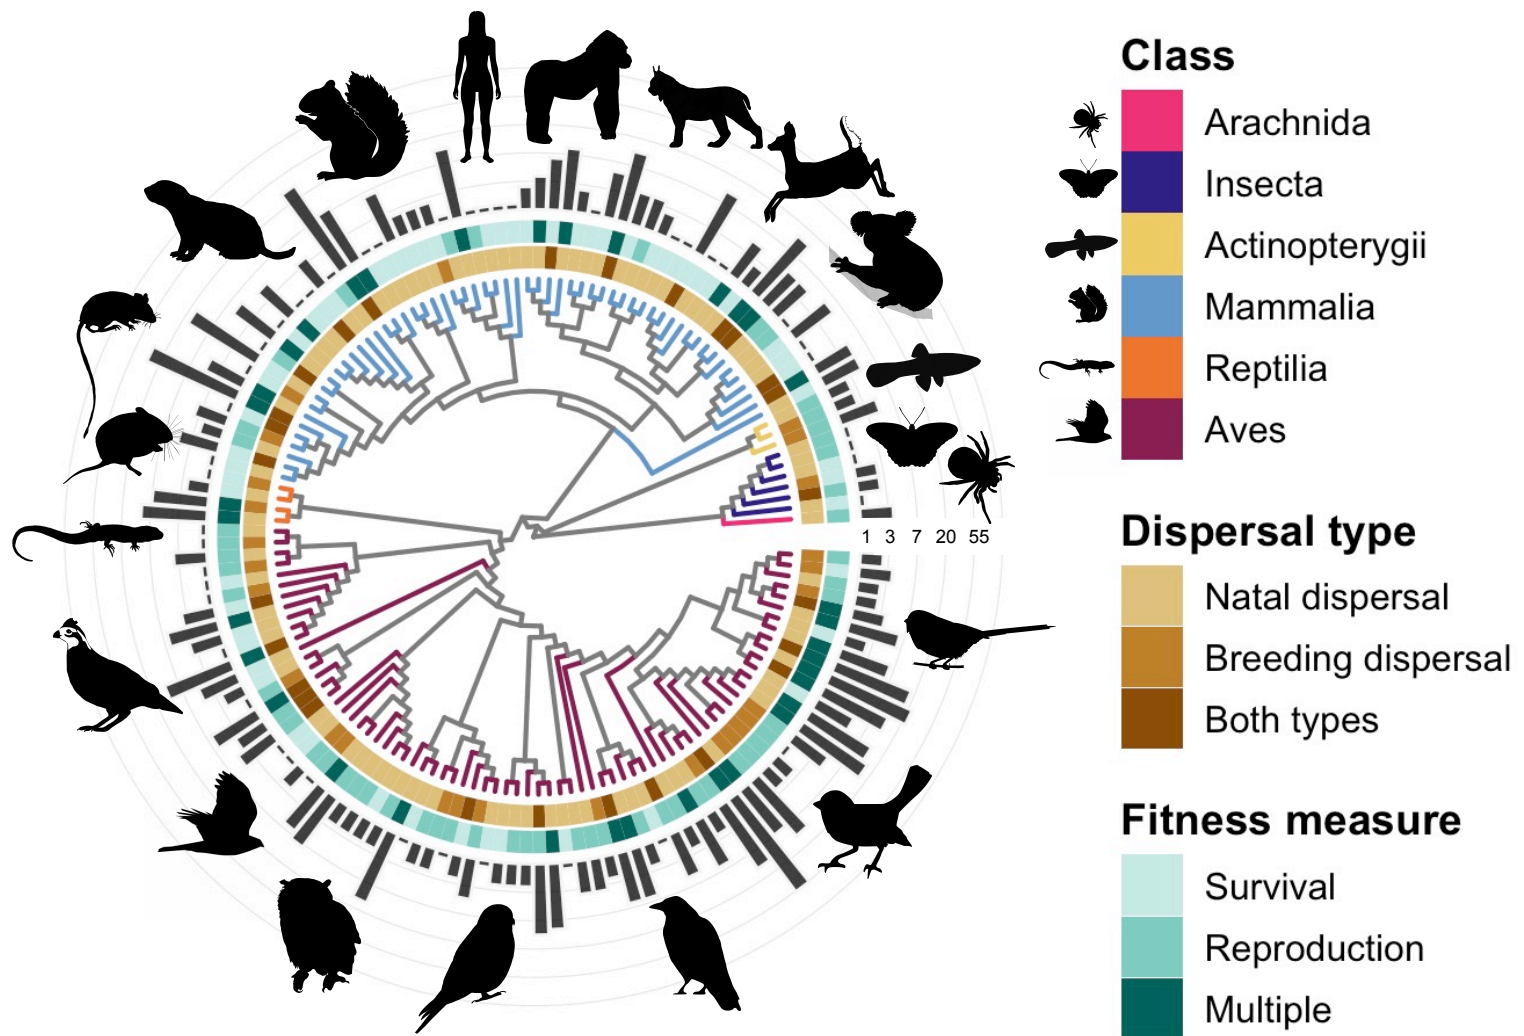 Class
Arachnida
Insecta
Actinopterygii
Mammalia
Reptilia
Aves
1 3 7 20 55
Dispersal type
Natal dispersal
Breeding dispersal
Both types
Fitness measure
Survival
Reproduction
Multiple